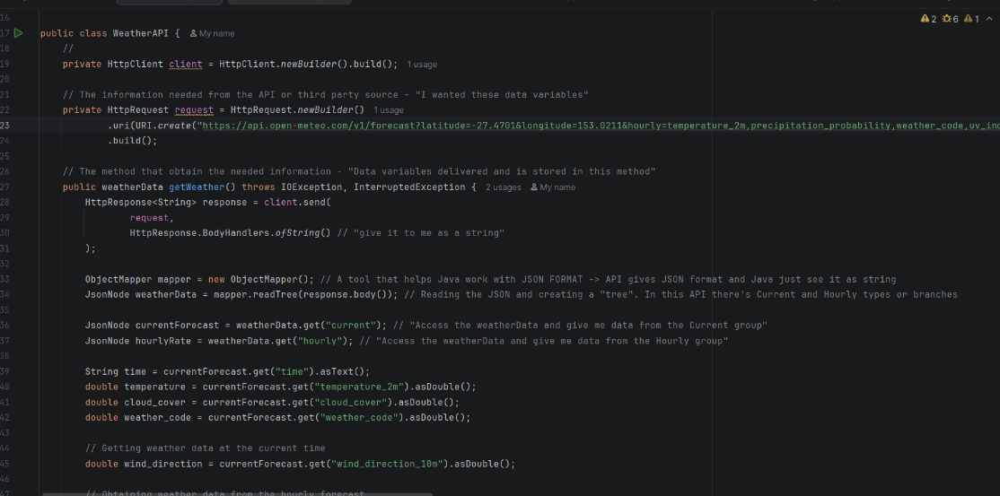 16
2 6 1
17 public class WeatherAPI { My name
18 //
19 private HttpClient client = HttpClient.newBuilder().build(); 1 usage
20
21 // The information needed from the API or third party source - "I wanted these data variables"
22 private HttpRequest request = HttpRequest.newBuilder() 1 usage
23 .uri(URI.create("https://api.open-meteo.com/v1/forecast?latitude=-27.4701&longitude=153.0211&hourly=temperature_2m,precipitation_probability,weather_code,uv_ind
24 .build();
25
26 // The method that obtain the needed information - "Data variables delivered and is stored in this method"
27 public weatherData getWeather() throws IOException, InterruptedException { 2 usages My name
28 HttpResponse<String> response = client.send(
29 request,
30 HttpResponse.BodyHandlers.ofString() // "give it to me as a string"
31 );
32
33 ObjectMapper mapper = new ObjectMapper(); // A tool that helps Java work with JSON FORMAT -> API gives JSON format and Java just see it as string
34 JsonNode weatherData = mapper.readTree(response.body()); // Reading the JSON and creating a "tree". In this API there's Current and Hourly types or branches
35
36 JsonNode currentForecast = weatherData.get("current"); // "Access the weatherData and give me data from the Current group"
37 JsonNode hourlyRate = weatherData.get("hourly"); // "Access the weatherData and give me data from the Hourly group"
38
39 String time = currentForecast.get("time").asText();
40 double temperature = currentForecast.get("temperature_2m").asDouble();
41 double cloud_cover = currentForecast.get("cloud_cover").asDouble();
42 double weather_code = currentForecast.get("weather_code").asDouble();
43
44 // Getting weather data at the current time
45 double wind_direction = currentForecast.get("wind_direction_10m").asDouble();
46
47 // Obtaining weather data from the hourly forecast